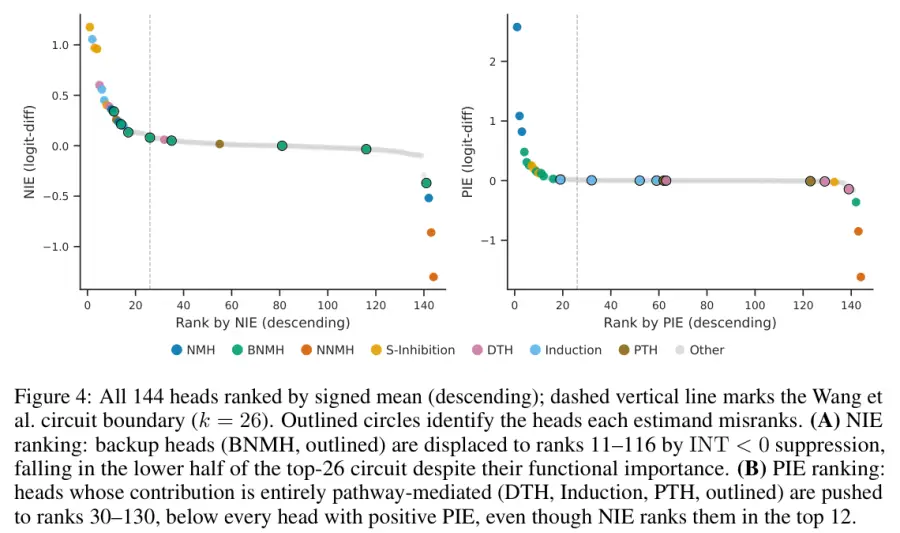 1.0
0.5
0.0
−0.5
−1.0
NIE (logit-diff)
0 20 40 60 80 100 120 140
Rank by NIE (descending)
2
1
0
−1
PIE (logit-diff)
0 20 40 60 80 100 120 140
Rank by PIE (descending)
NMH BNMH NNMH S-Inhibition DTH Induction PTH Other
Figure 4: All 144 heads ranked by signed mean (descending); dashed vertical line marks the Wang et
al. circuit boundary (k = 26). Outlined circles identify the heads each estimand misranks. (A) NIE
ranking: backup heads (BNMH, outlined) are displaced to ranks 11–116 by INT < 0 suppression,
falling in the lower half of the top-26 circuit despite their functional importance. (B) PIE ranking:
heads whose contribution is entirely pathway-mediated (DTH, Induction, PTH, outlined) are pushed
to ranks 30–130, below every head with positive PIE, even though NIE ranks them in the top 12.